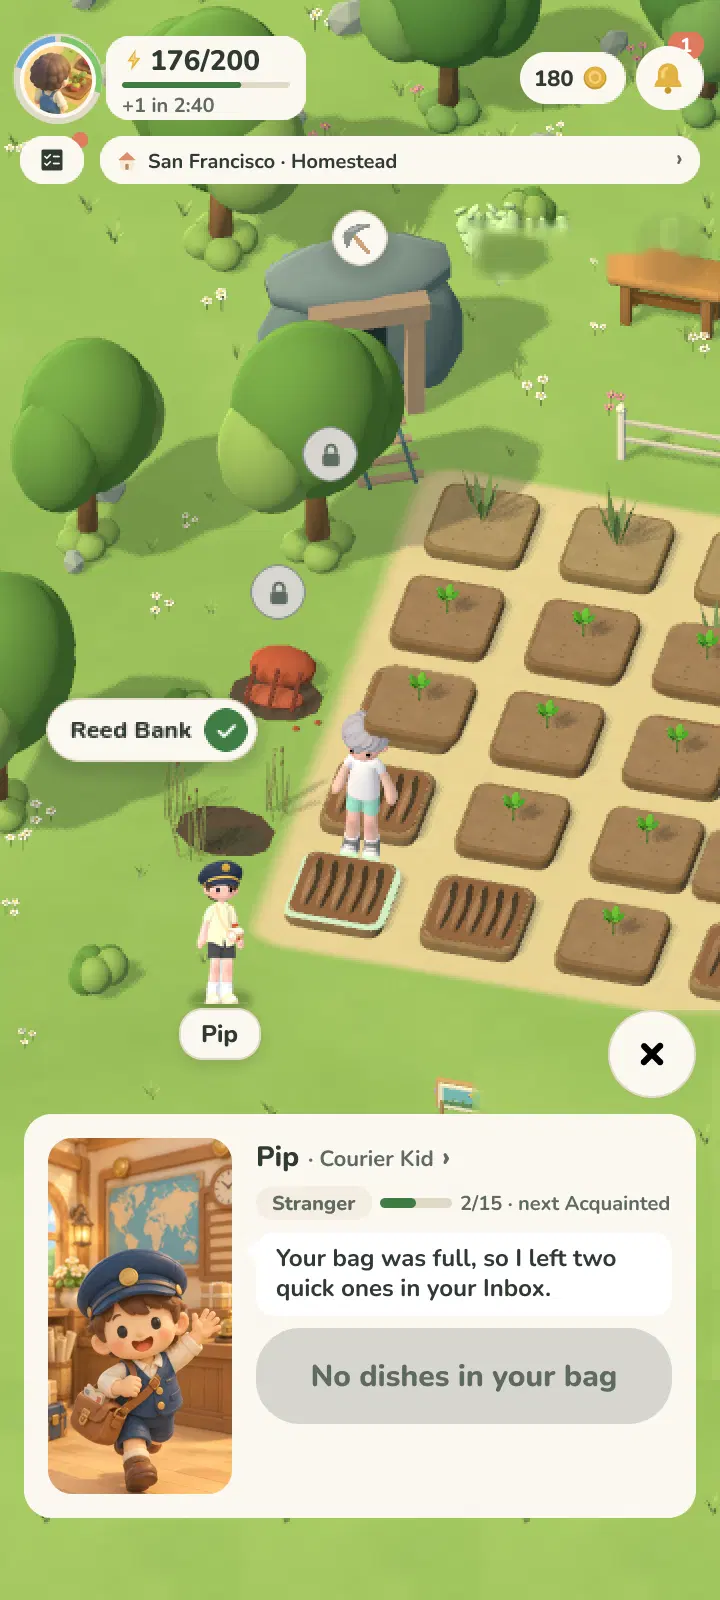 176/200
+1 in 2:40
180
1
San Francisco · Homestead ›
Reed Bank
Pip
Pip · Courier Kid ›
Stranger 2/15 · next Acquainted
Your bag was full, so I left two
quick ones in your Inbox.
No dishes in your bag